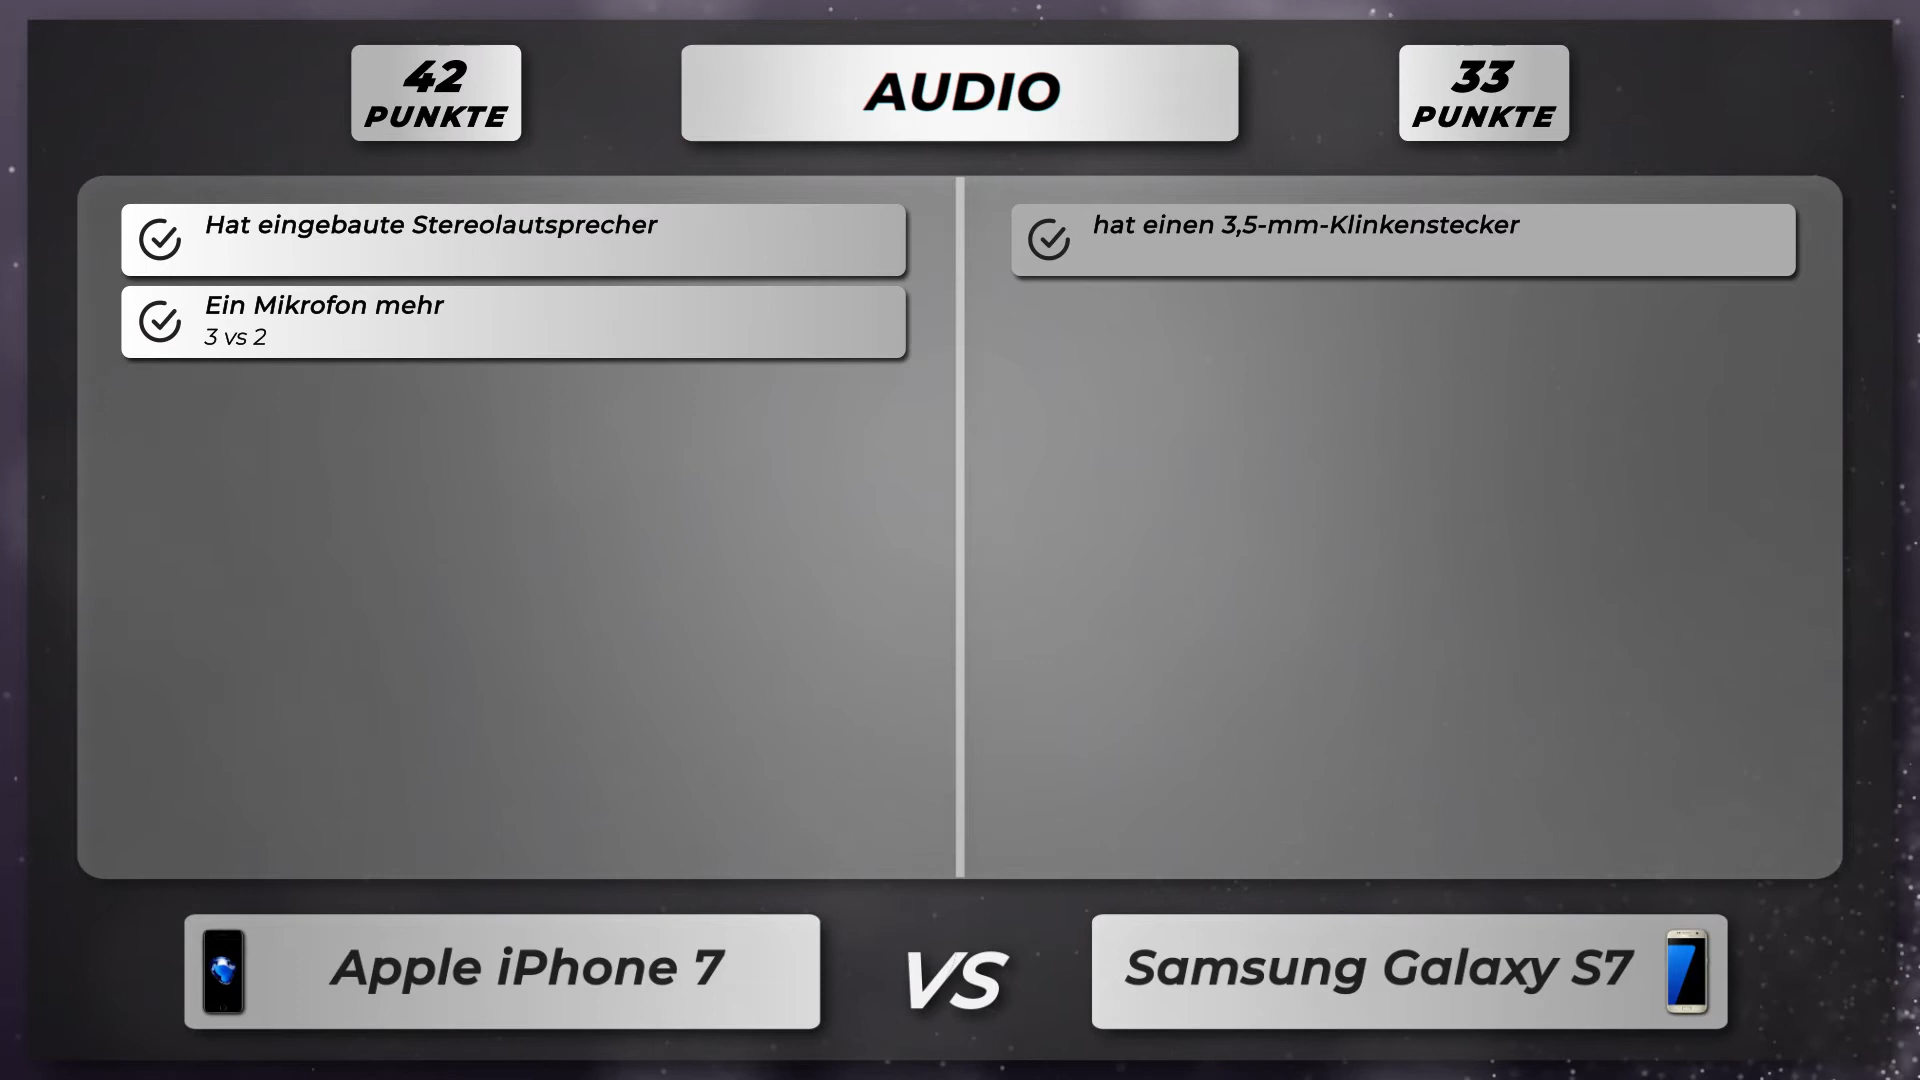 42
PUNKTE
AUDIO
33
PUNKTE
Hat eingebaute Stereolautsprecher
Ein Mikrofon mehr
3 vs 2
hat einen 3,5-mm-Klinkenstecker
Apple iPhone 7
VS
Samsung Galaxy S7